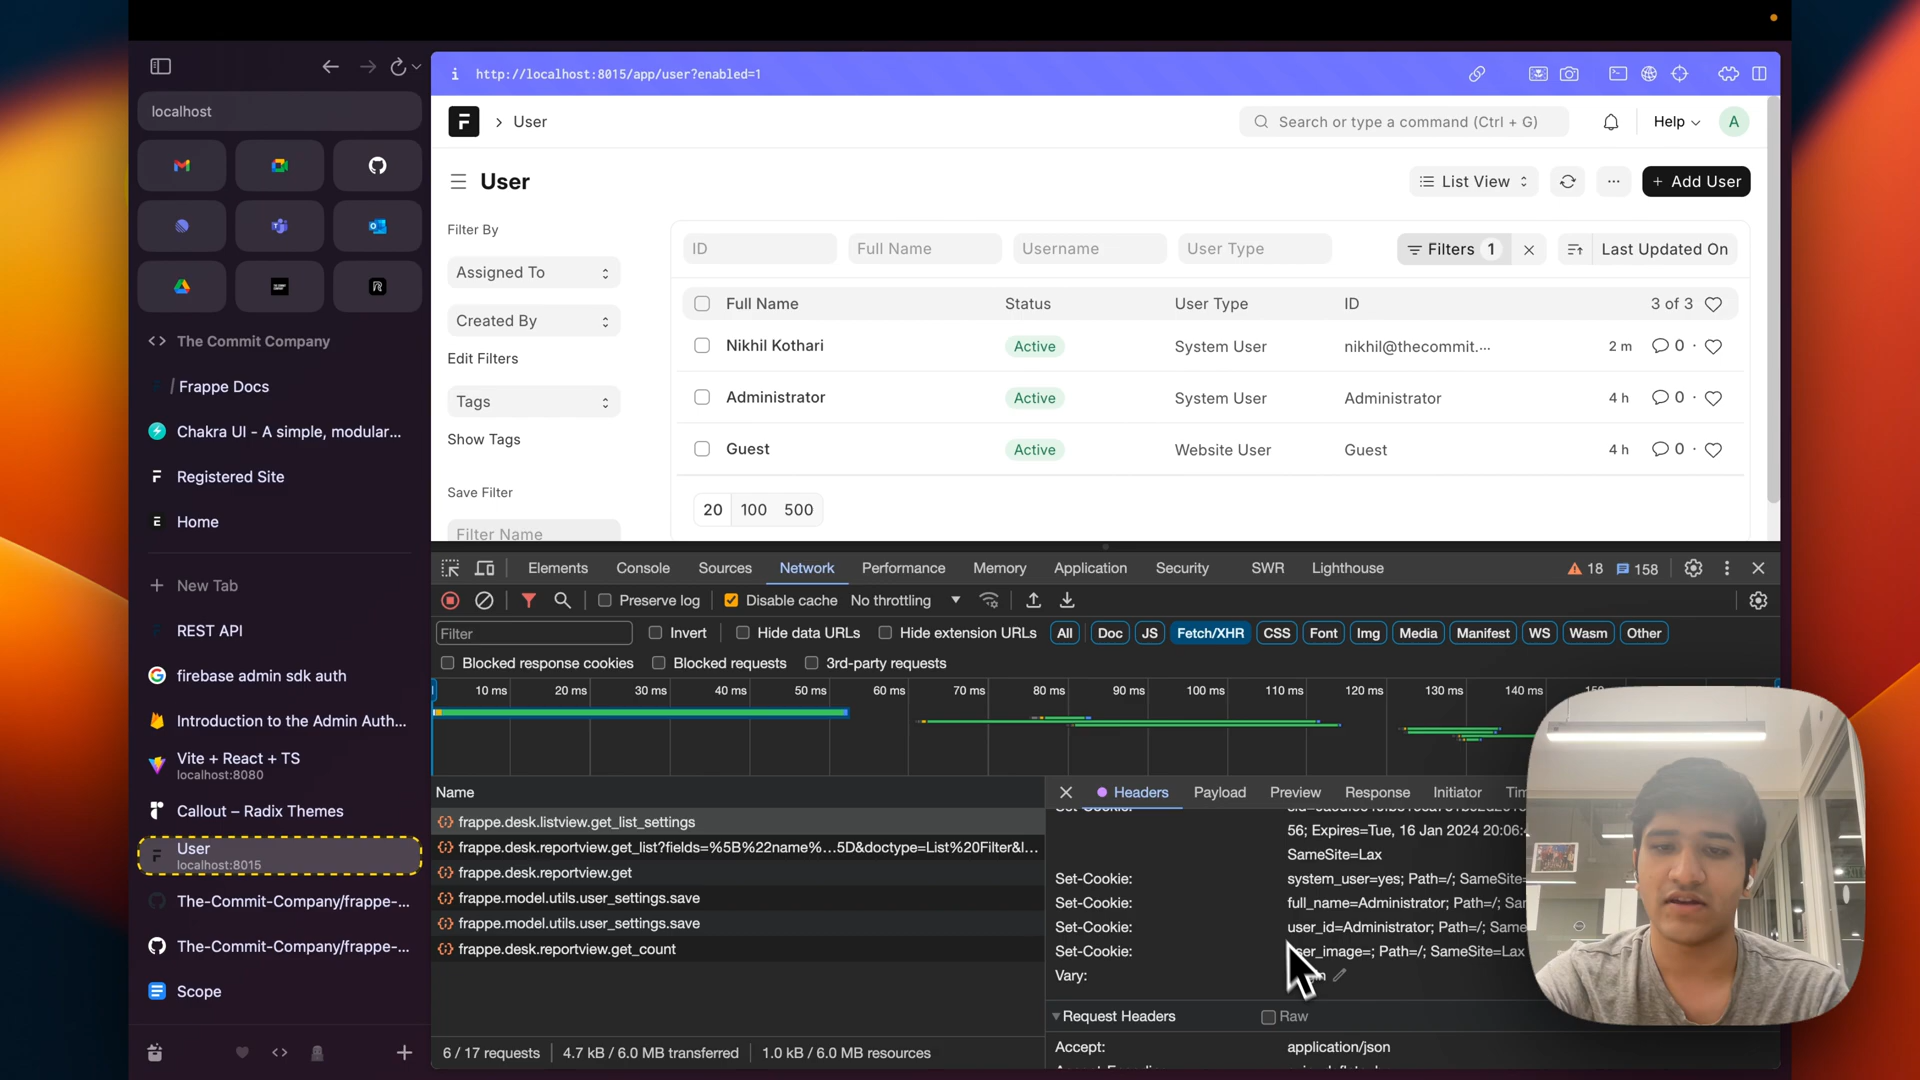 http://localhost:8015/app/user?enabled=1
localhost
User
Search or type a command (Ctrl + G)
Help
A
User
List View
+ Add User
Filter By
Assigned To
Created By
Edit Filters
Tags
Show Tags
Save Filter
Filter Name
ID
Full Name
Username
User Type
Filters 1
Last Updated On
Full Name Status User Type ID 3 of 3
Nikhil Kothari Active System User nikhil@thecommit.... 2 m 0
Administrator Active System User Administrator 4 h 0
Guest Active Website User Guest 4 h 0
20 100 500
The Commit Company
/ Frappe Docs
Chakra UI - A simple, modular...
Registered Site
Home
+ New Tab
REST API
firebase admin sdk auth
Introduction to the Admin Auth...
Vite + React + TS
localhost:8080
Callout – Radix Themes
User
localhost:8015
The-Commit-Company/frappe-...
The-Commit-Company/frappe-...
Scope
Elements Console Sources Network Performance Memory Application Security SWR Lighthouse 18 158
Preserve log Disable cache No throttling
Filter Invert Hide data URLs Hide extension URLs All Doc JS Fetch/XHR CSS Font Img Media Manifest WS Wasm Other
Blocked response cookies Blocked requests 3rd-party requests
10 ms 20 ms 30 ms 40 ms 50 ms 60 ms 70 ms 80 ms 90 ms 100 ms 110 ms 120 ms 130 ms 140 ms
Name
frappe.desk.listview.get_list_settings
frappe.desk.reportview.get_list?fields=%5B%22name%...5D&doctype=List%20Filter&l...
frappe.desk.reportview.get
frappe.model.utils.user_settings.save
frappe.model.utils.user_settings.save
frappe.desk.reportview.get_count
6 / 17 requests 4.7 kB / 6.0 MB transferred 1.0 kB / 6.0 MB resources
Headers Payload Preview Response Initiator Tim
56; Expires=Tue, 16 Jan 2024 20:06:
SameSite=Lax
Set-Cookie: system_user=yes; Path=/; SameSite=
Set-Cookie: full_name=Administrator; Path=/; Sa
Set-Cookie: user_id=Administrator; Path=/; Same
Set-Cookie: user_image=; Path=/; SameSite=Lax
Vary:
Request Headers Raw
Accept: application/json